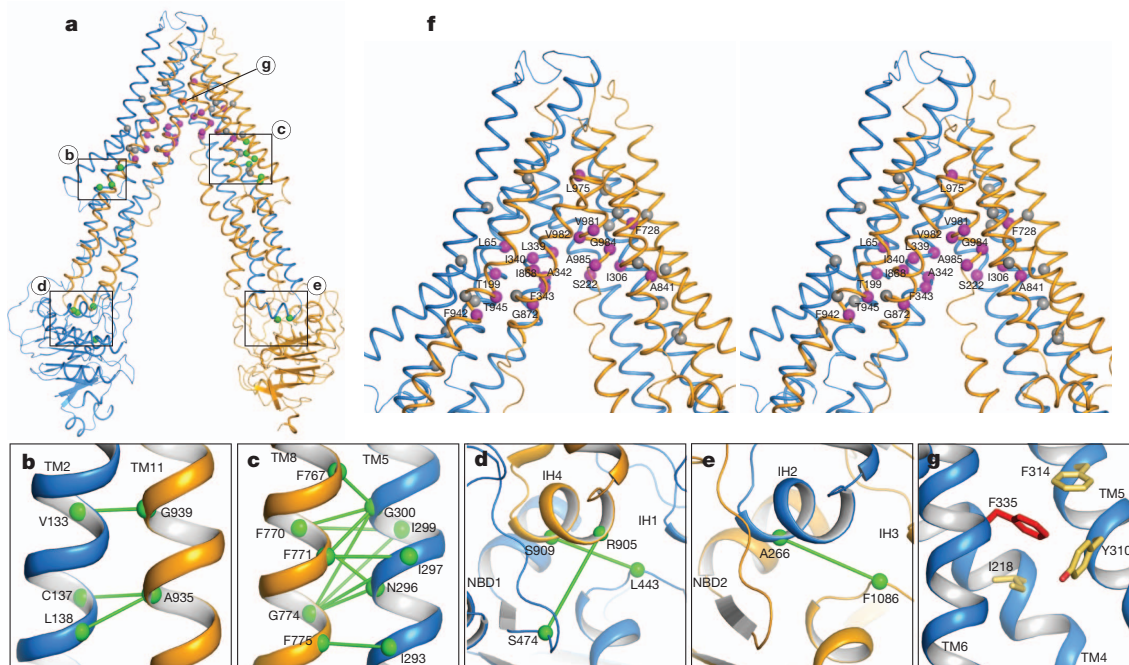 a
f
g
c
b
d
e
L975
V981
V982
F728
L65
L339
G984
I340
A985
I868
A342
T199
S222
I306
A841
F343
T945
F942
G872
L975
V981
V982
F728
L65
L339
G984
I340
A985
I868
A342
T199
S222
I306
A841
F343
T945
F942
G872
b
TM2
TM11
V133
G939
C137
A935
L138
c
TM8
TM5
F767
G300
F770
I299
F771
I297
N296
G774
F775
I293
d
IH4
IH1
S909
R905
NBD1
L443
S474
e
IH2
IH3
A266
NBD2
F1086
g
F314
TM5
F335
Y310
I218
TM6
TM4